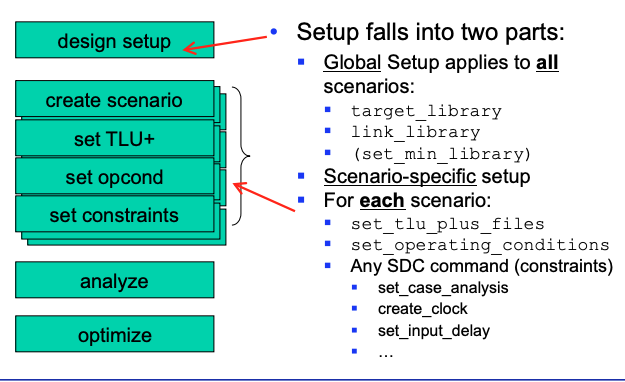 design setup
create scenario
set TLU+
set opcond
set constraints
analyze
optimize
• Setup falls into two parts:
▪ Global Setup applies to all
scenarios:
▪ target_library
▪ link_library
▪ (set_min_library)
▪ Scenario-specific setup
▪ For each scenario:
▪ set_tlu_plus_files
▪ set_operating_conditions
▪ Any SDC command (constraints)
▪ set_case_analysis
▪ create_clock
▪ set_input_delay
▪ …